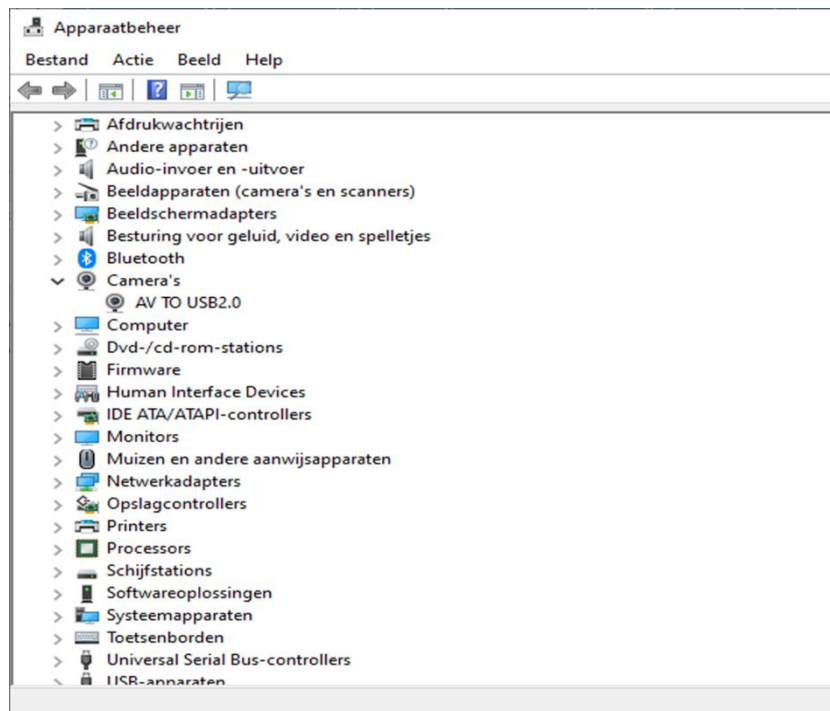 Apparaatbeheer
Bestand Actie Beeld Help
Afdrukwachtrijen
Andere apparaten
Audio-invoer en -uitvoer
Beeldapparaten (camera's en scanners)
Beeldschermadapters
Besturing voor geluid, video en spelletjes
Bluetooth
Camera's
AV TO USB2.0
Computer
Dvd-/cd-rom-stations
Firmware
Human Interface Devices
IDE ATA/ATAPI-controllers
Monitors
Muizen en andere aanwijsapparaten
Netwerkadapters
Opslagcontrollers
Printers
Processors
Schijfstations
Softwareoplossingen
Systeemapparaten
Toetsenborden
Universal Serial Bus-controllers
USB-apparaten